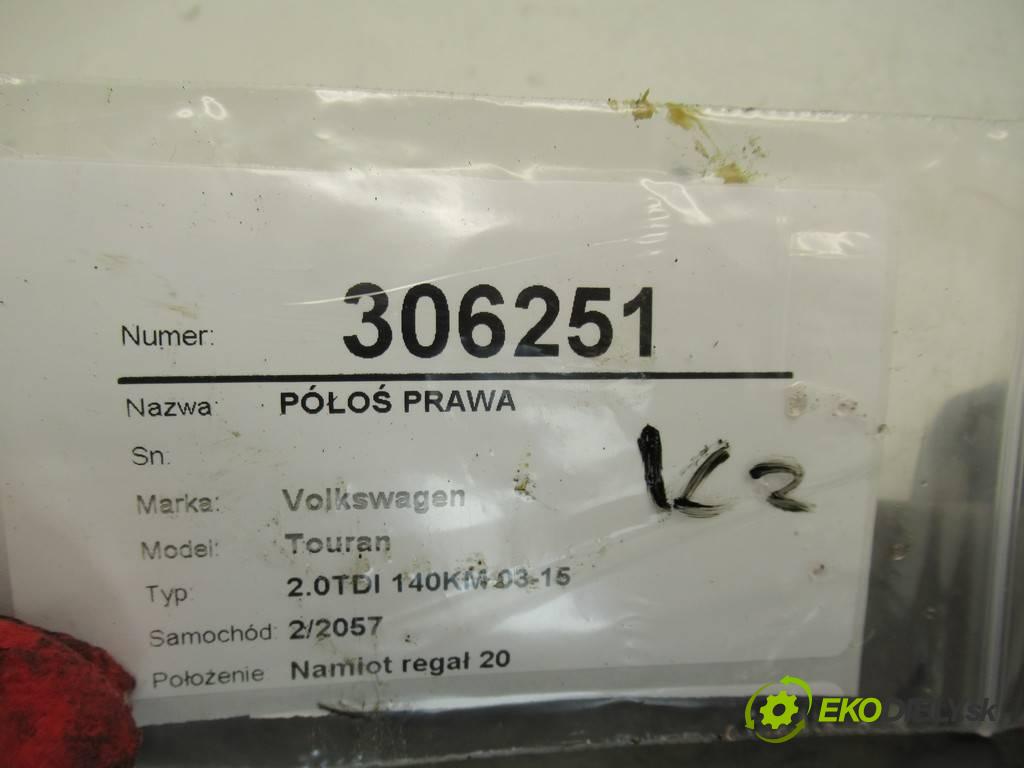 Numer: 306251
Nazwa: PÓŁOŚ PRAWA
Sn:
Marka: Volkswagen
Model: Touran
Typ: 2.0TDI 140KM 03-15
Samochód: 2/2057
Położenie Namiot regał 20
EKODIELY.sk